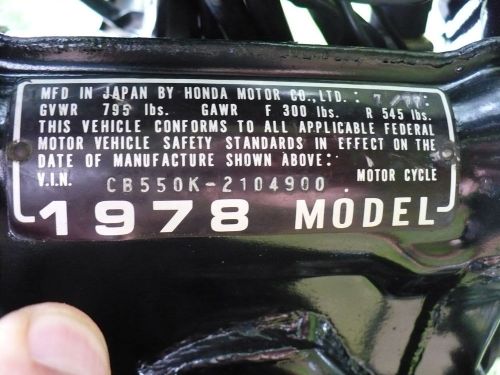 MFD IN JAPAN BY HONDA MOTOR CO.,LTD. : 7/77:
GVWR 795 lbs. GAWR F 300 lbs. R 545 lbs.
THIS VEHICLE CONFORMS TO ALL APPLICABLE FEDERAL
MOTOR VEHICLE SAFETY STANDARDS IN EFFECT ON THE
DATE OF MANUFACTURE SHOWN ABOVE:
V.I.N. CB550K-2104900 . MOTOR CYCLE
1978 MODEL